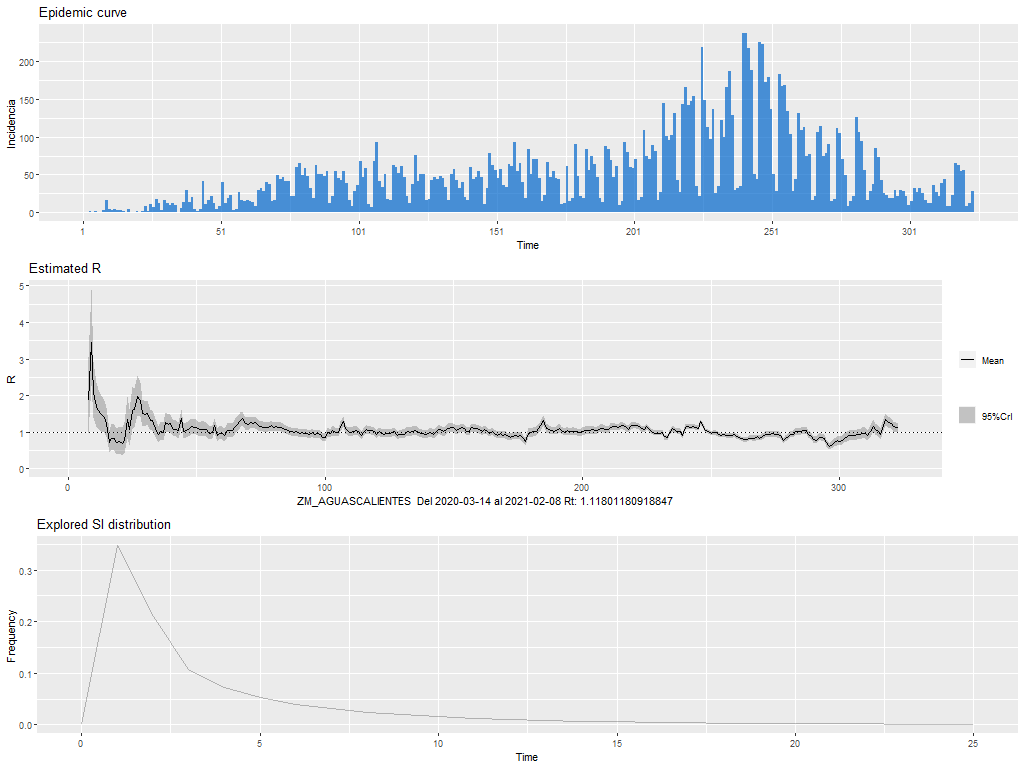 Epidemic curve
Incidencia
200
150
100
50
0
1 51 101 151 201 251 301
Time
Estimated R
R
5
4
3
2
1
0
0 100 200 300
Mean
95%CrI
ZM_AGUASCALIENTES Del 2020-03-14 al 2021-02-08 Rt: 1.11801180918847
Explored SI distribution
Frequency
0.3
0.2
0.1
0.0
0 5 10 15 20 25
Time